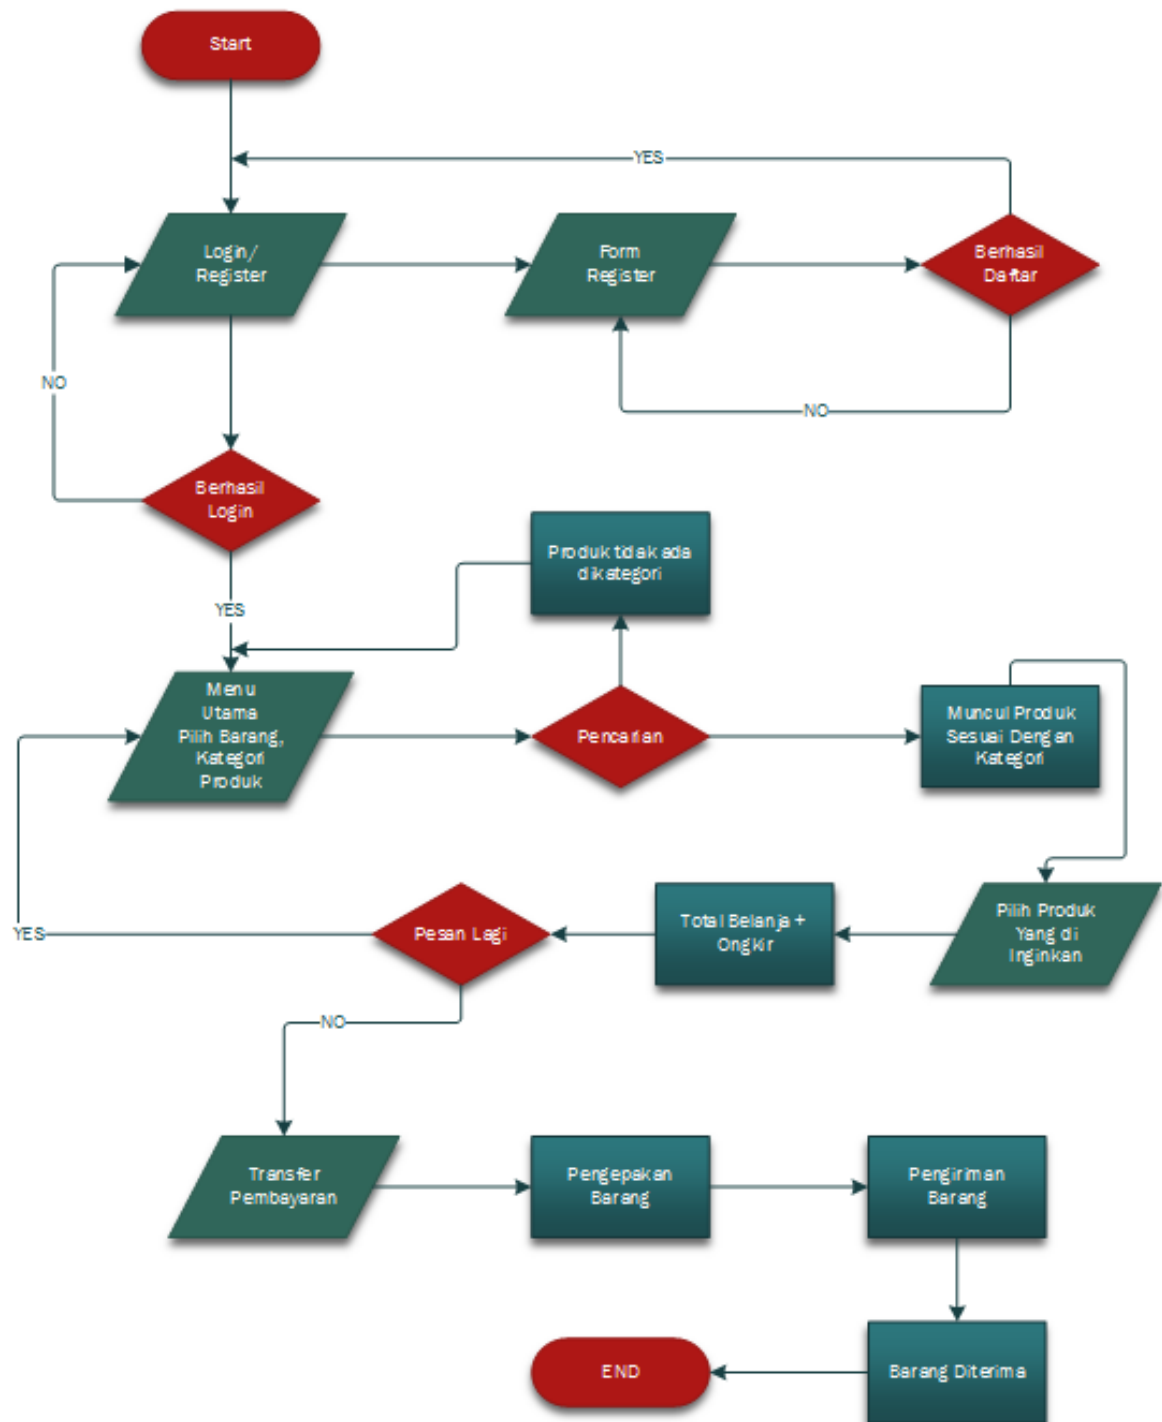 Start
YES
Login/
Register
Form
Register
Berhasil
Daftar
NO
NO
Berhasil
Login
Produk tidak ada
dikategori
YES
Menu
Utama
Pilih Barang,
Kategori
Produk
Pencarian
Muncul Produk
Sesuai Dengan
Kategori
Pilih Produk
Yang di
Inginkan
Total Belanja +
Ongkir
Pesan Lagi
YES
NO
Transfer
Pembayaran
Pengepakan
Barang
Pengiriman
Barang
Barang Diterima
END